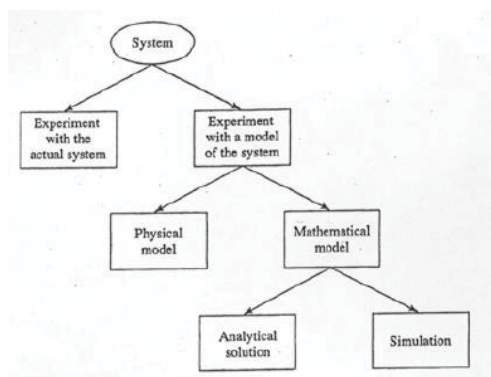 System
Experiment
with the
actual system
Experiment
with a model
of the system
Physical
model
Mathematical
model
Analytical
solution
Simulation